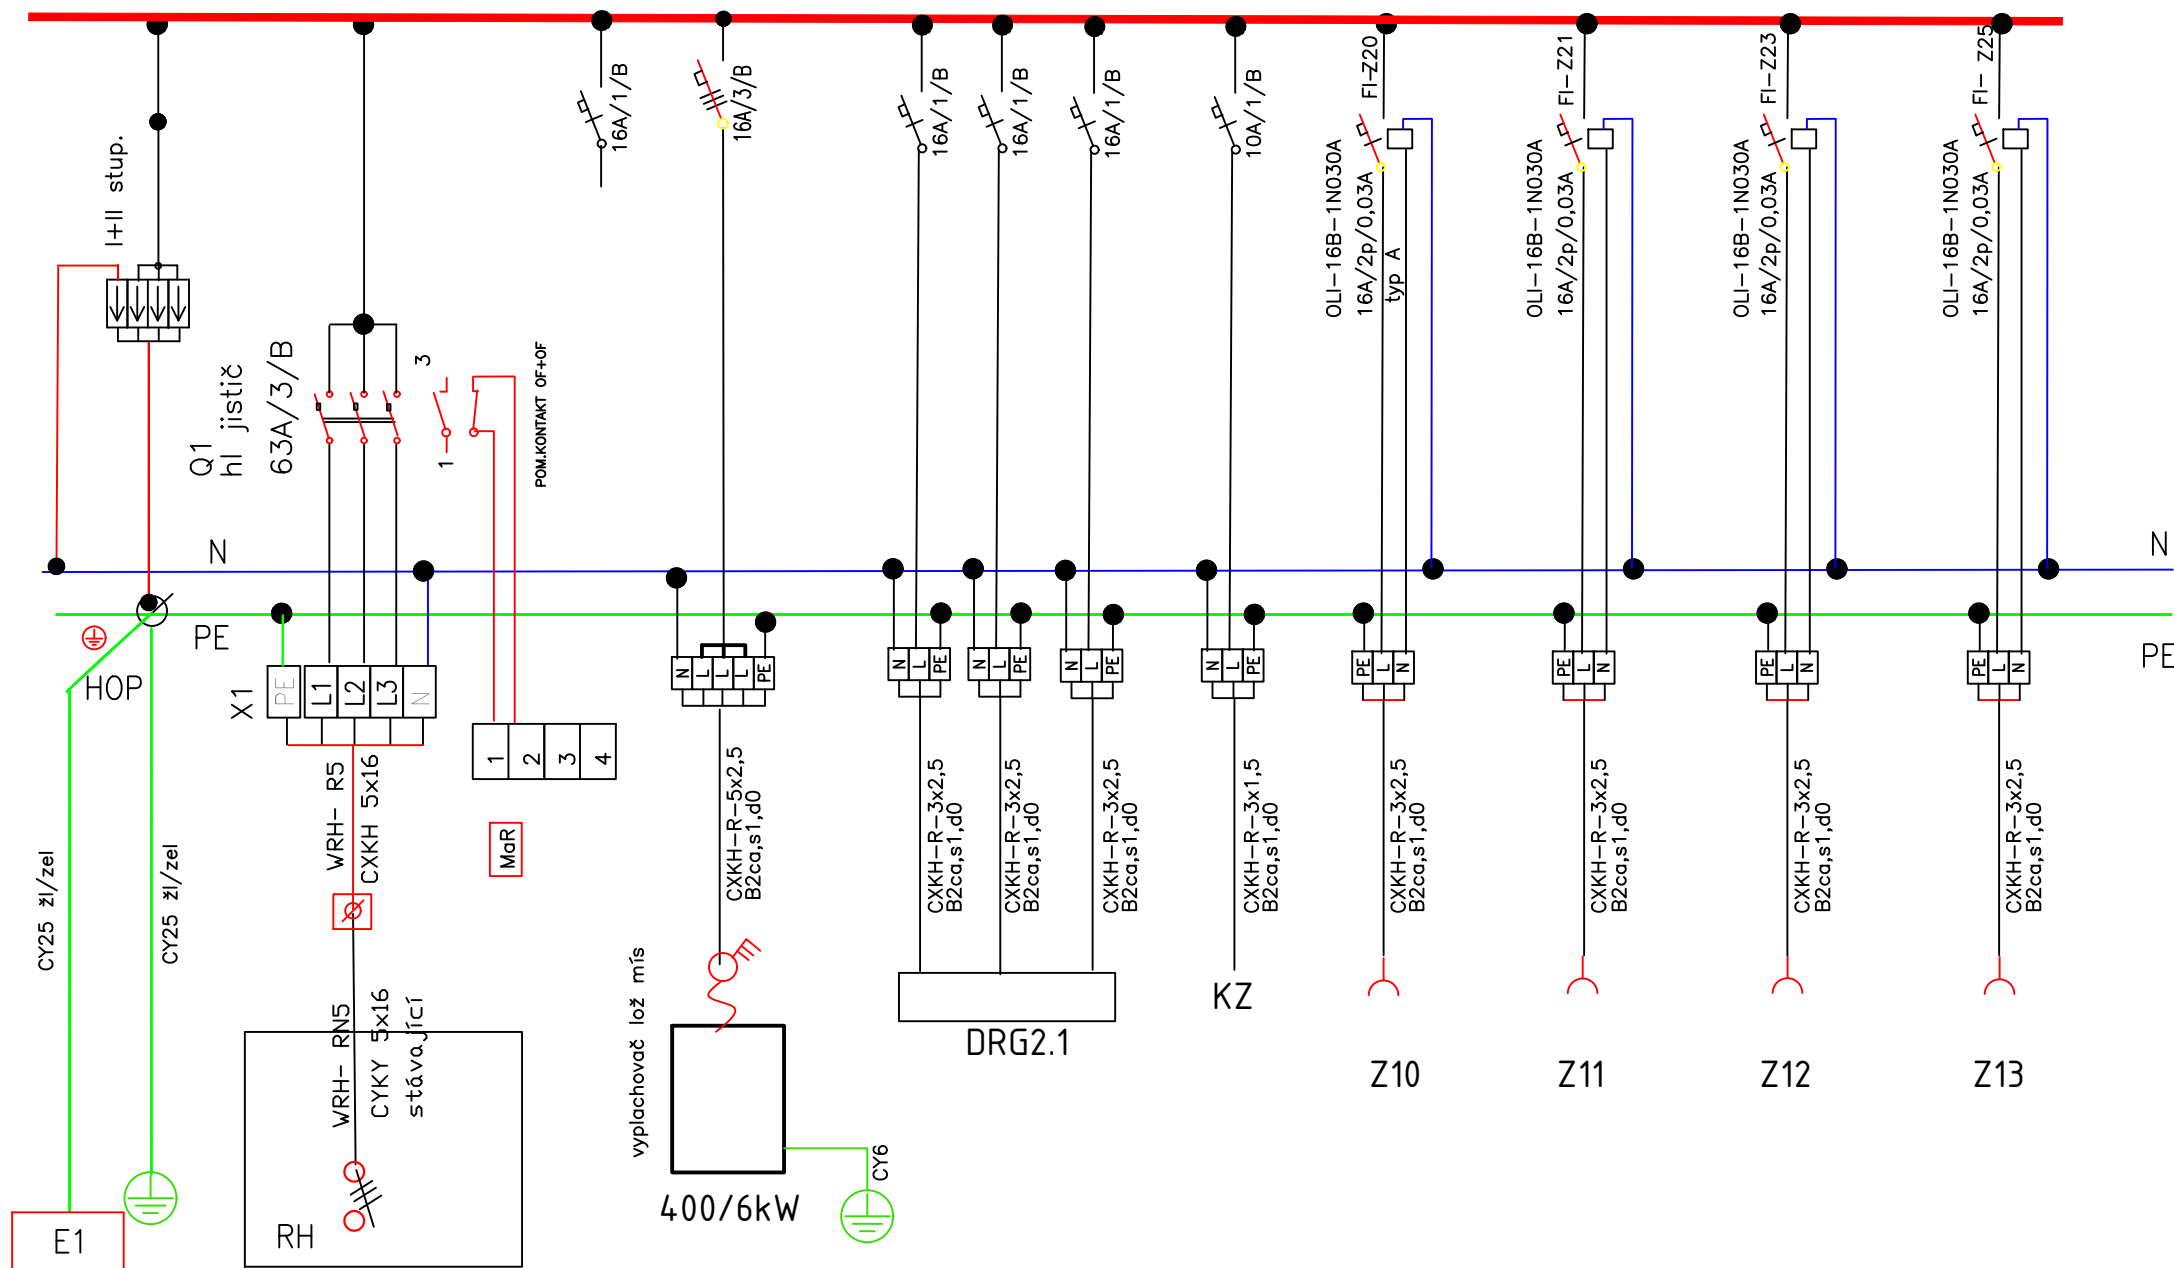 I+II stup.
Q1
hl jistič
63A/3/B
3
1
POM.KONTAKT OF+OF
16A/1/B
16A/3/B
16A/1/B
16A/1/B
16A/1/B
10A/1/B
FI-Z20
OLI-16B-1N030A
16A/2p/0,03A
typ A
FI-Z21
OLI-16B-1N030A
16A/2p/0,03A
FI-Z23
OLI-16B-1N030A
16A/2p/0,03A
FI- Z25
OLI-16B-1N030A
16A/2p/0,03A
N
N
PE
PE
HOP
X1
PE
L1
L2
L3
N
1
2
3
4
MaR
N
L
L
L
PE
N
L
PE
N
L
PE
N
L
PE
N
L
PE
PE
L
N
PE
L
N
PE
L
N
PE
L
N
CY25 žl/zel
CY25 žl/zel
WRH- R5
CXKH 5x16
WRH- RN5
CYKY 5x16
stávající
CXKH-R-5x2,5
B2ca,s1,d0
CXKH-R-3x2,5
B2ca,s1,d0
CXKH-R-3x2,5
B2ca,s1,d0
CXKH-R-3x2,5
B2ca,s1,d0
CXKH-R-3x1,5
B2ca,s1,d0
CXKH-R-3x2,5
B2ca,s1,d0
CXKH-R-3x2,5
B2ca,s1,d0
CXKH-R-3x2,5
B2ca,s1,d0
CXKH-R-3x2,5
B2ca,s1,d0
vyplachovač lož mís
CY6
400/6kW
DRG2.1
KZ
Z10
Z11
Z12
Z13
E1
RH